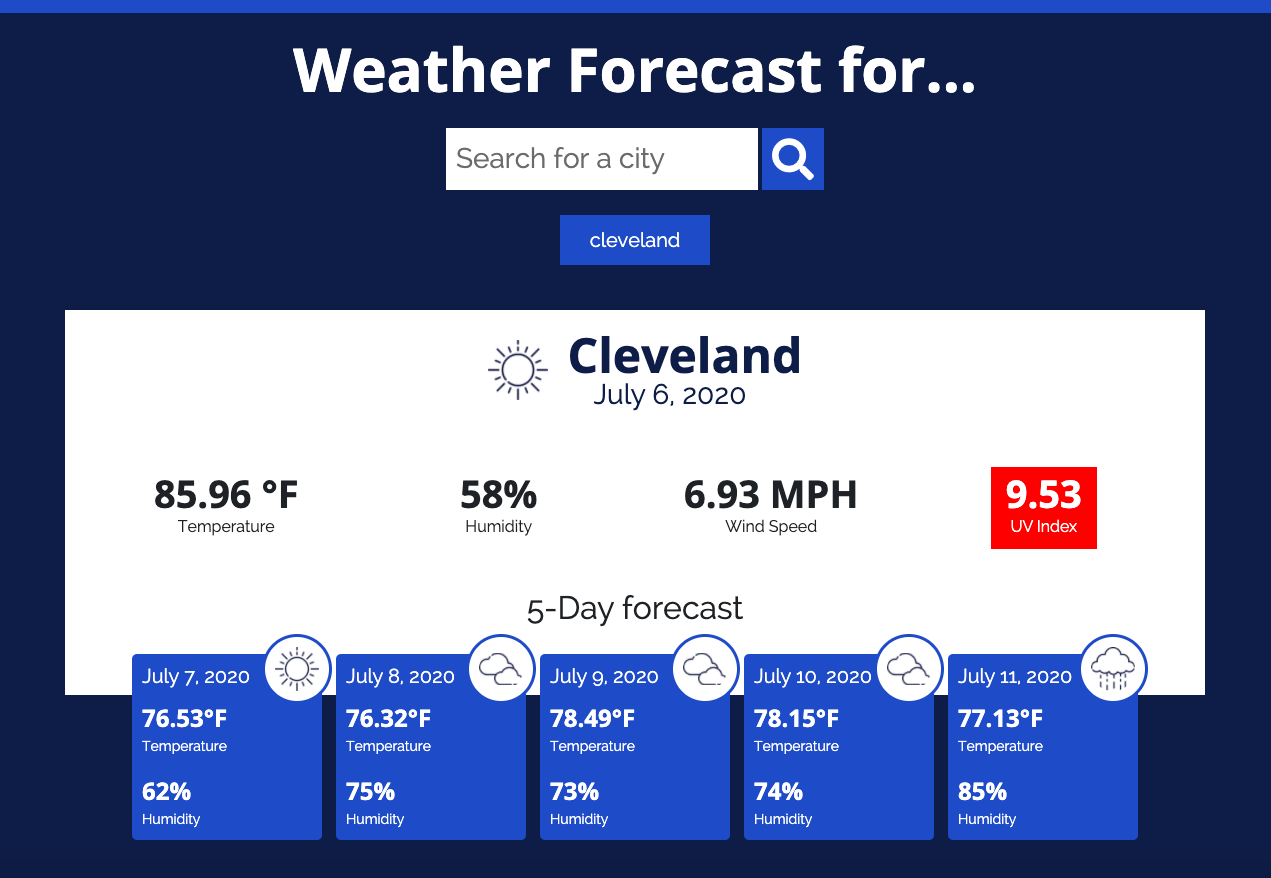 Weather Forecast for...
Search for a city
cleveland
Cleveland
July 6, 2020
85.96 °F
Temperature
58%
Humidity
6.93 MPH
Wind Speed
9.53
UV Index
5-Day forecast
July 7, 2020
76.53°F
Temperature
62%
Humidity
July 8, 2020
76.32°F
Temperature
75%
Humidity
July 9, 2020
78.49°F
Temperature
73%
Humidity
July 10, 2020
78.15°F
Temperature
74%
Humidity
July 11, 2020
77.13°F
Temperature
85%
Humidity